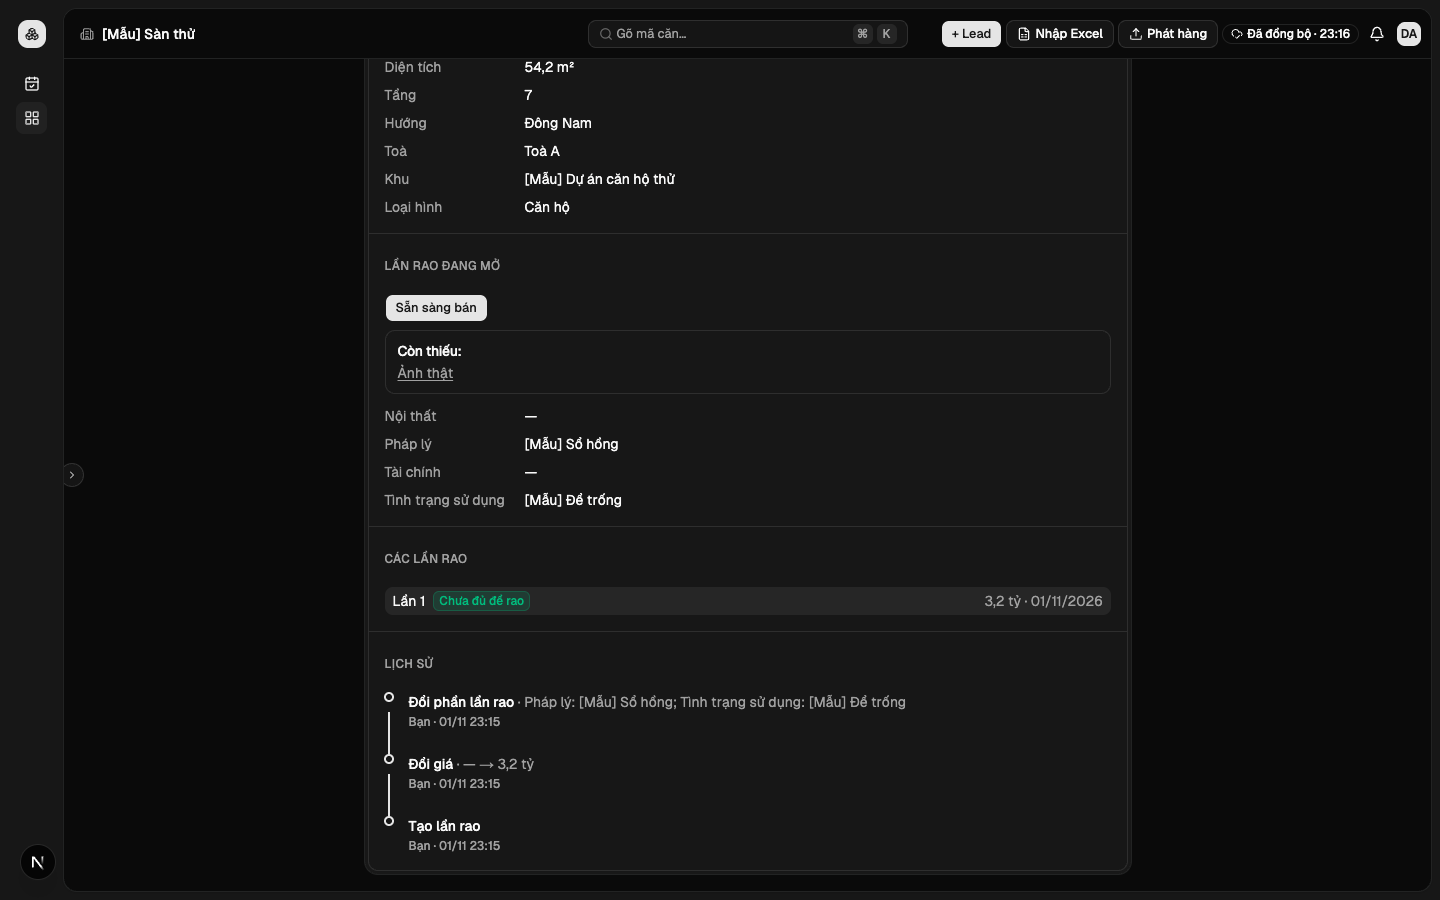 [Mẫu] Sàn thử
Gõ mã căn...
⌘ K
+ Lead
Nhập Excel
Phát hàng
Đã đồng bộ · 23:16
DA
Diện tích 54,2 m²
Tầng 7
Hướng Đông Nam
Toà Toà A
Khu [Mẫu] Dự án căn hộ thử
Loại hình Căn hộ
LẦN RAO ĐANG MỞ
Sẵn sàng bán
Còn thiếu:
Ảnh thật
Nội thất —
Pháp lý [Mẫu] Sổ hồng
Tài chính —
Tình trạng sử dụng [Mẫu] Để trống
CÁC LẦN RAO
Lần 1 Chưa đủ để rao 3,2 tỷ · 01/11/2026
LỊCH SỬ
Đổi phần lần rao · Pháp lý: [Mẫu] Sổ hồng; Tình trạng sử dụng: [Mẫu] Để trống
Bạn · 01/11 23:15
Đổi giá · — → 3,2 tỷ
Bạn · 01/11 23:15
Tạo lần rao
Bạn · 01/11 23:15
N